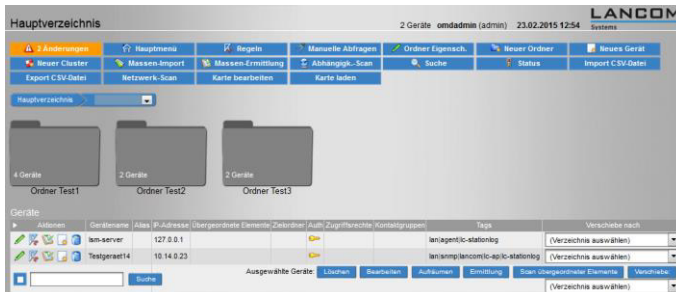 Hauptverzeichnis
2 Geräte omdadmin (admin) 23.02.2015 12:54
LANCOM
Systems
2 Änderungen Hauptmenü Regeln Manuelle Abfragen Ordner Eigensch. Neuer Ordner Neues Gerät
Neuer Cluster Massen-Import Massen-Ermittlung Abhängigk.-Scan Suche Status Import CSV-Datei
Export CSV-Datei Netzwerk-Scan Karte bearbeiten Karte laden
Hauptverzeichnis
4 Geräte 2 Geräte 2 Geräte
Ordner Test1 Ordner Test2 Ordner Test3
Geräte
Aktionen Gerätename Alias IP-Adresse Übergeordnete Elemente Zielordner Auth Zugriffsrechte Kontaktgruppen Tags Verschiebe nach
lsm-server 127.0.0.1 lan|agent|lc-stationlog (Verzeichnis auswählen)
Testgeraet14 10.14.0.23 lan|snmp|lancom|lc-ap|lc-stationlog (Verzeichnis auswählen)
Suche Ausgewählte Geräte: Löschen Bearbeiten Aufräumen Ermittlung Scan übergeordneter Elemente Verschiebe:
(Verzeichnis auswählen)